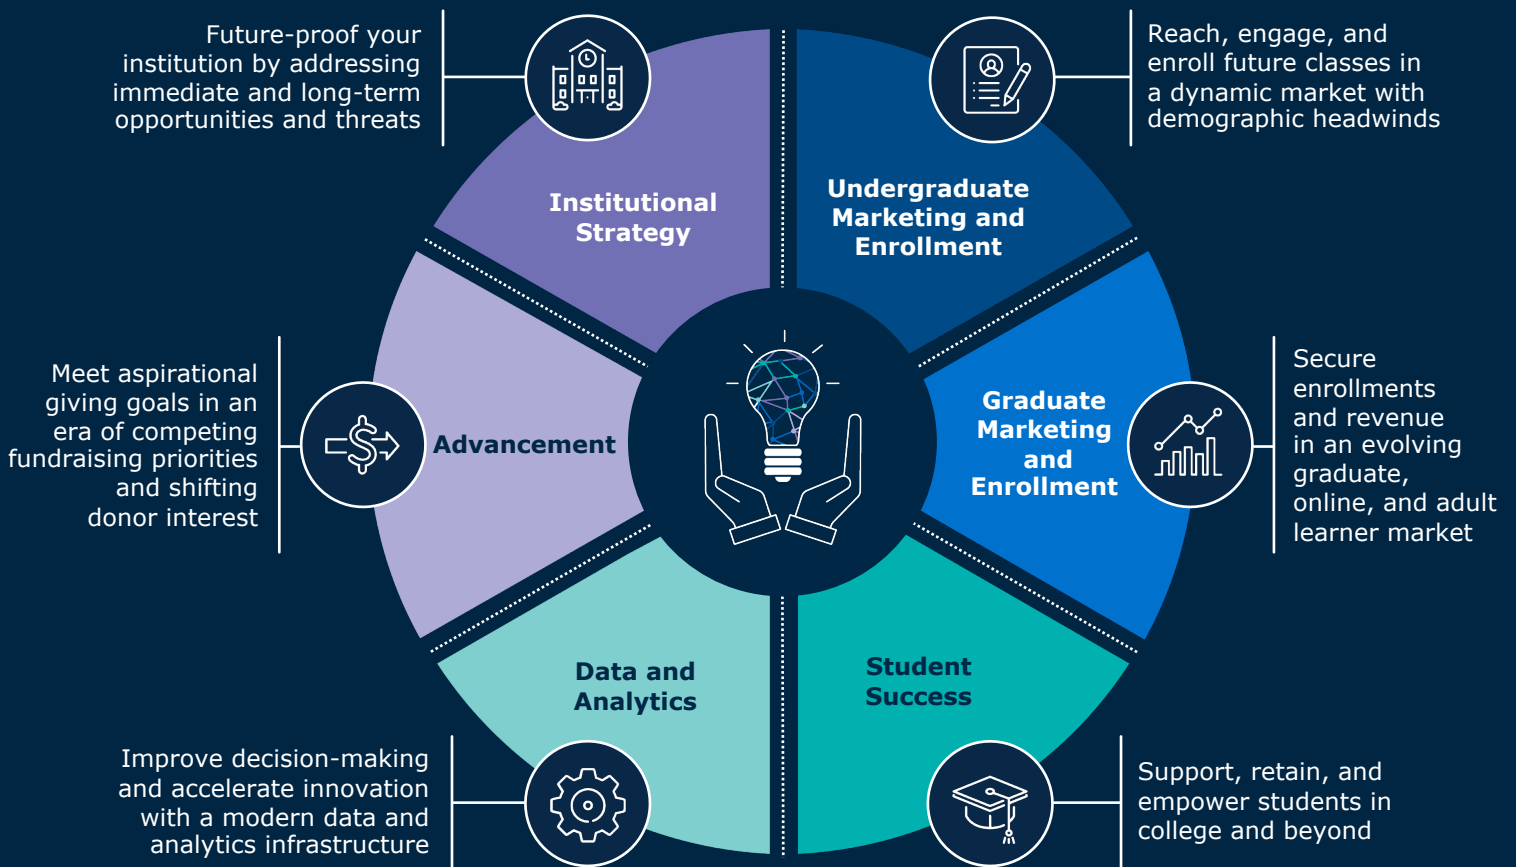 Future-proof your
institution by addressing
immediate and long-term
opportunities and threats
Institutional
Strategy
Reach, engage, and
enroll future classes in
a dynamic market with
demographic headwinds
Undergraduate
Marketing and
Enrollment
Meet aspirational
giving goals in an
era of competing
fundraising priorities
and shifting
donor interest
Advancement
Graduate
Marketing
and
Enrollment
Secure
enrollments
and revenue
in an evolving
graduate,
online, and adult
learner market
Data and
Analytics
Improve decision-making
and accelerate innovation
with a modern data and
analytics infrastructure
Student
Success
Support, retain, and
empower students in
college and beyond